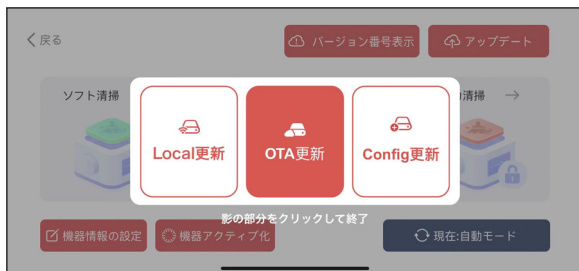 戻る
バージョン番号表示
アップデート
ソフト清掃
清掃
Local更新
OTA更新
Config更新
影の部分をクリックして終了
機器情報の設定
機器アクティブ化
現在:自動モード